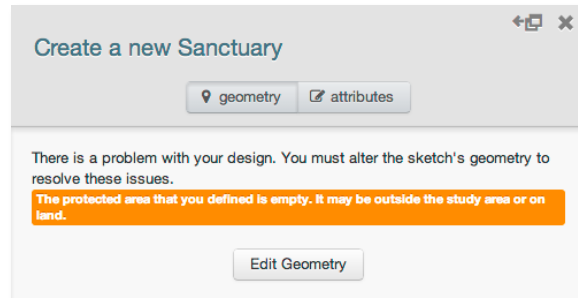 Create a new Sanctuary
geometry
attributes
There is a problem with your design. You must alter the sketch's geometry to
resolve these issues.
The protected area that you defined is empty. It may be outside the study area or on
land.
Edit Geometry